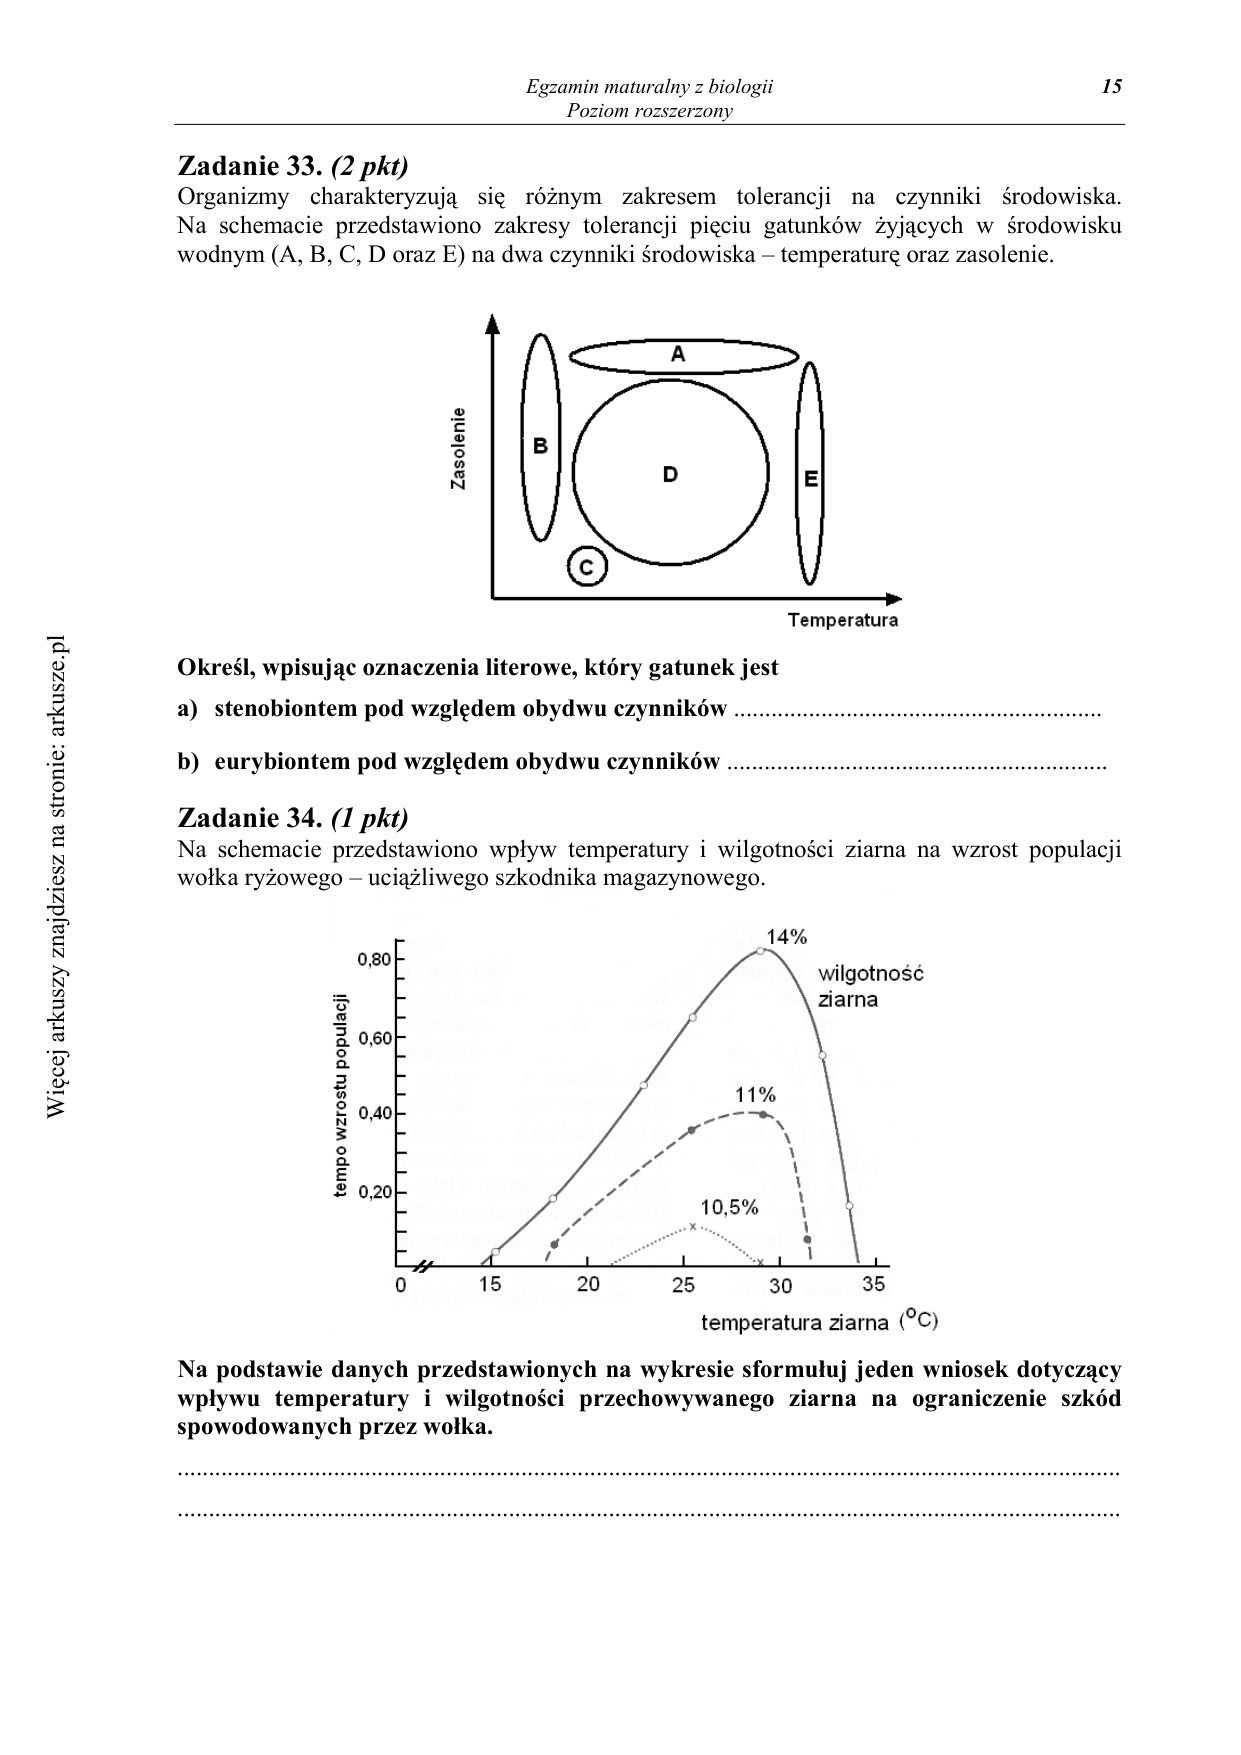 Egzamin maturalny z biologii
15
Poziom rozszerzony
Zadanie 33. (2 pkt)
Organizmy charakteryzują się różnym zakresem tolerancji na czynniki środowiska.
Na schemacie przedstawiono zakresy tolerancji pięciu gatunków żyjących w środowisku
wodnym (A, B, C, D oraz E) na dwa czynniki środowiska – temperaturę oraz zasolenie.
A
B
D
E
C
Zasolenie
Temperatura
Określ, wpisując oznaczenia literowe, który gatunek jest
a) stenobiontem pod względem obydwu czynników ...........................................................
b) eurybiontem pod względem obydwu czynników .............................................................
Zadanie 34. (1 pkt)
Na schemacie przedstawiono wpływ temperatury i wilgotności ziarna na wzrost populacji
wołka ryżowego – uciążliwego szkodnika magazynowego.
14%
0,80
wilgotność
ziarna
0,60
11%
0,40
0,20
10,5%
tempo wzrostu populacji
0 15 20 25 30 35
temperatura ziarna (°C)
Na podstawie danych przedstawionych na wykresie sformułuj jeden wniosek dotyczący
wpływu temperatury i wilgotności przechowywanego ziarna na ograniczenie szkód
spowodowanych przez wołka.
.......................................................................................................................................................
.......................................................................................................................................................
Więcej arkuszy znajdziesz na stronie: arkusze.pl